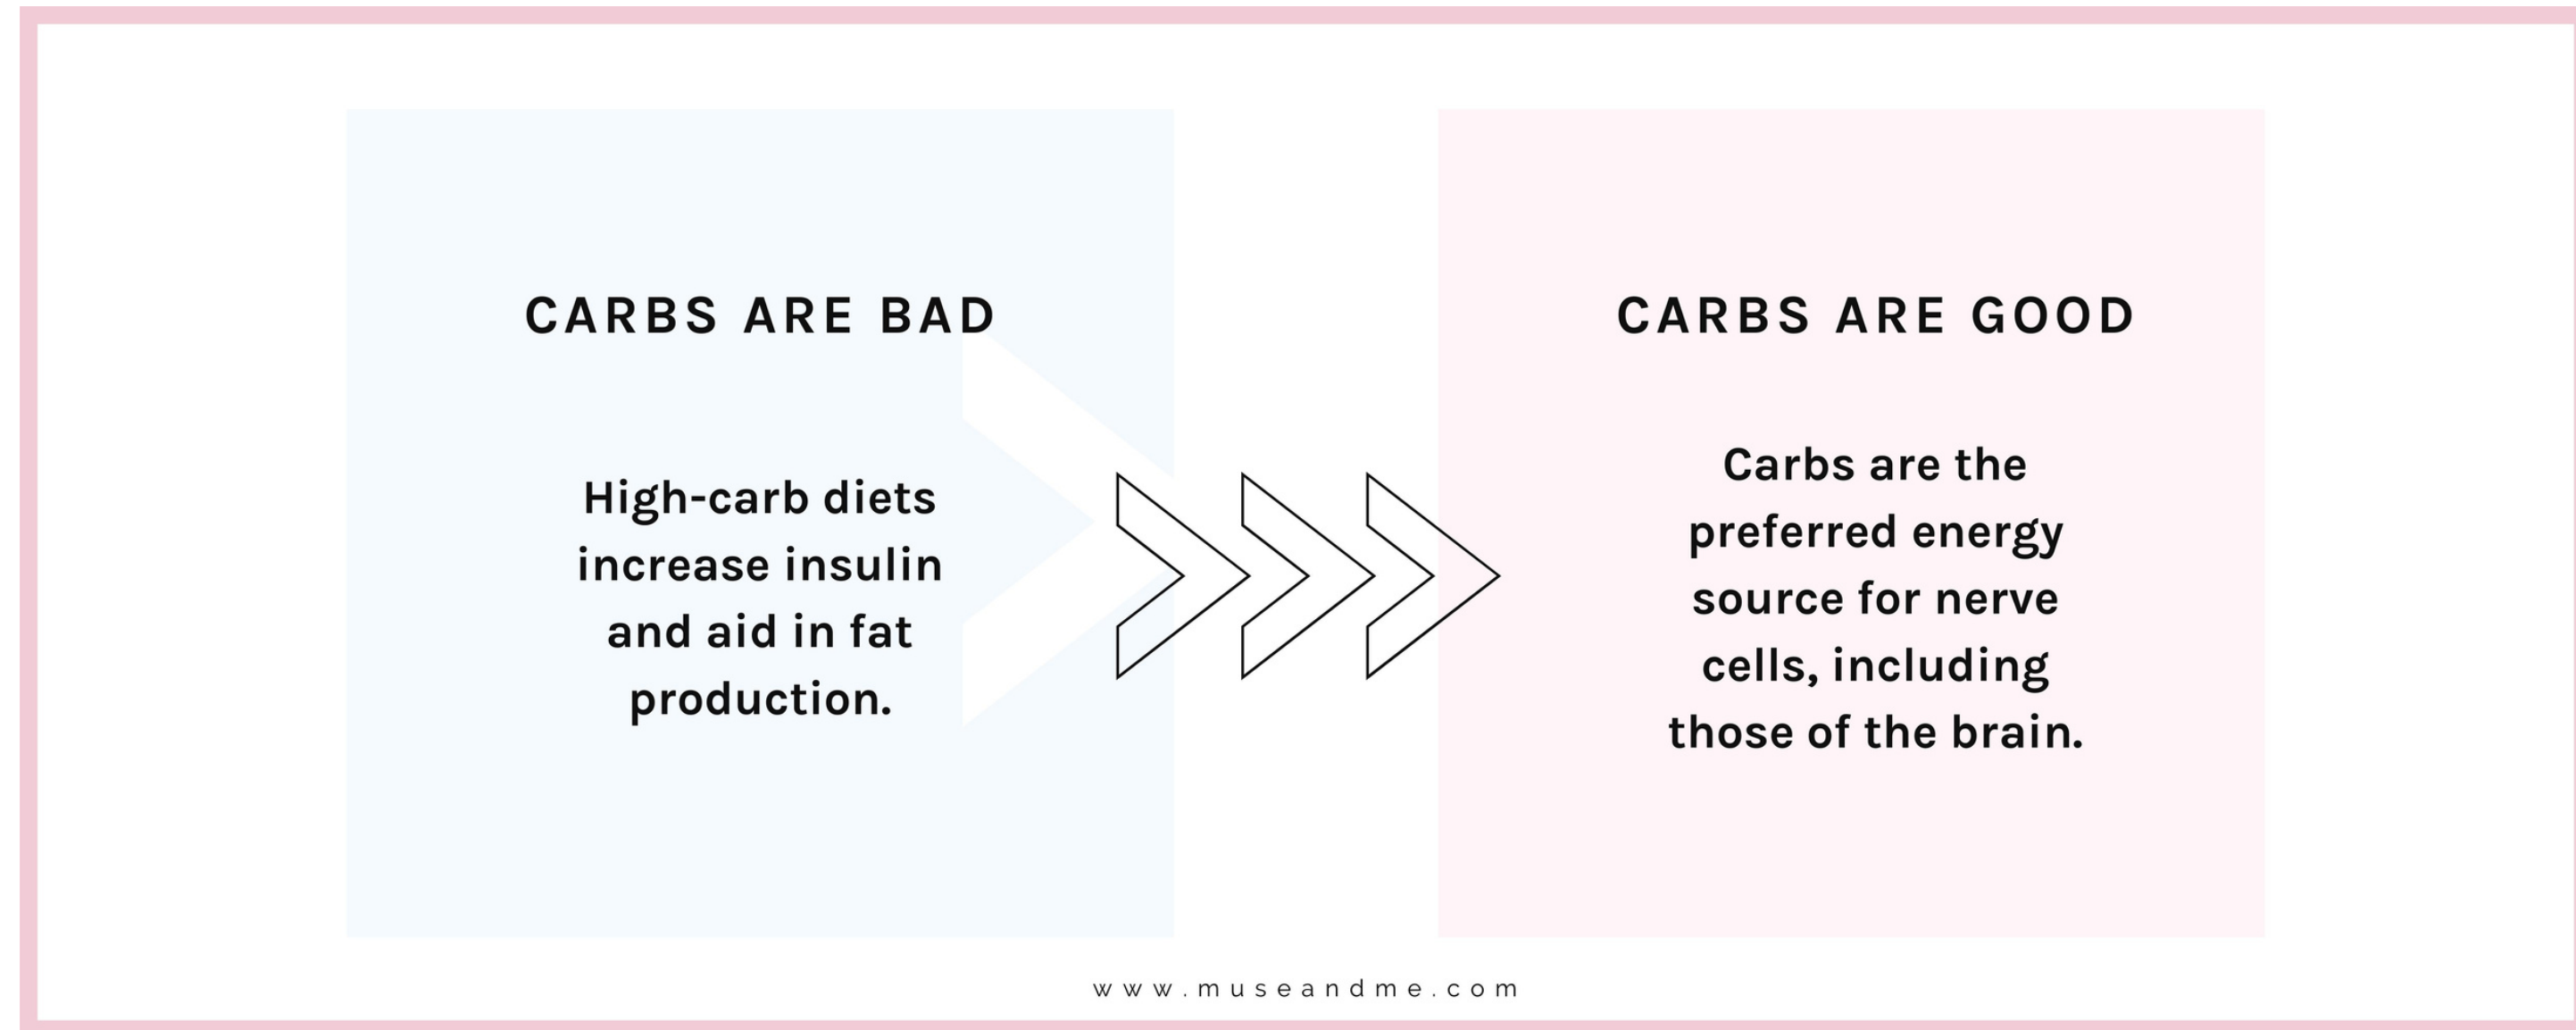 CARBS ARE BAD
High-carb diets
increase insulin
and aid in fat
production.
CARBS ARE GOOD
Carbs are the
preferred energy
source for nerve
cells, including
those of the brain.
www.museandme.com